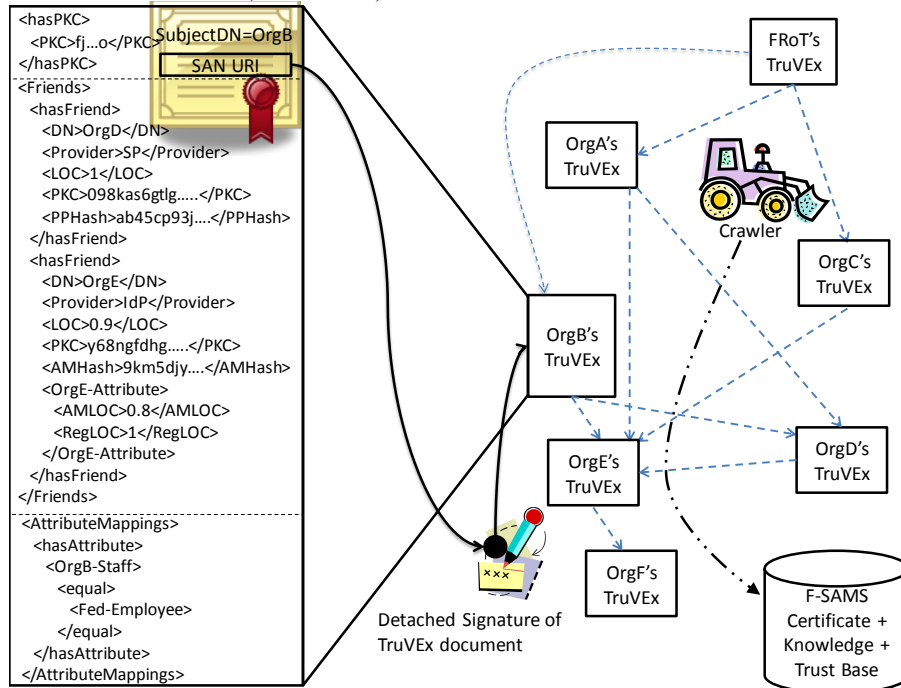 <hasPKC>
<PKC>fj...o</PKC>
</hasPKC>
SubjectDN=OrgB
SAN URI
<Friends>
<hasFriend>
<DN>OrgD</DN>
<Provider>SP</Provider>
<LOC>1</LOC>
<PKC>098kas6gtlg.....</PKC>
<PPHash>ab45cp93j....</PPHash>
</hasFriend>
<hasFriend>
<DN>OrgE</DN>
<Provider>IdP</Provider>
<LOC>0.9</LOC>
<PKC>y68ngfdhg.....</PKC>
<AMHash>9km5djy....</AMHash>
<OrgE-Attribute>
<AMLOC>0.8</AMLOC>
<RegLOC>1</RegLOC>
</OrgE-Attribute>
</hasFriend>
</Friends>
<AttributeMappings>
<hasAttribute>
<OrgB-Staff>
<equal>
<Fed-Employee>
</equal>
</hasAttribute>
</AttributeMappings>
FRoT's
TruVEx
OrgA's
TruVEx
Crawler
OrgC's
TruVEx
OrgB's
TruVEx
OrgE's
TruVEx
OrgD's
TruVEx
OrgF's
TruVEx
×××
Detached Signature of
TruVEx document
F-SAMS
Certificate +
Knowledge +
Trust Base